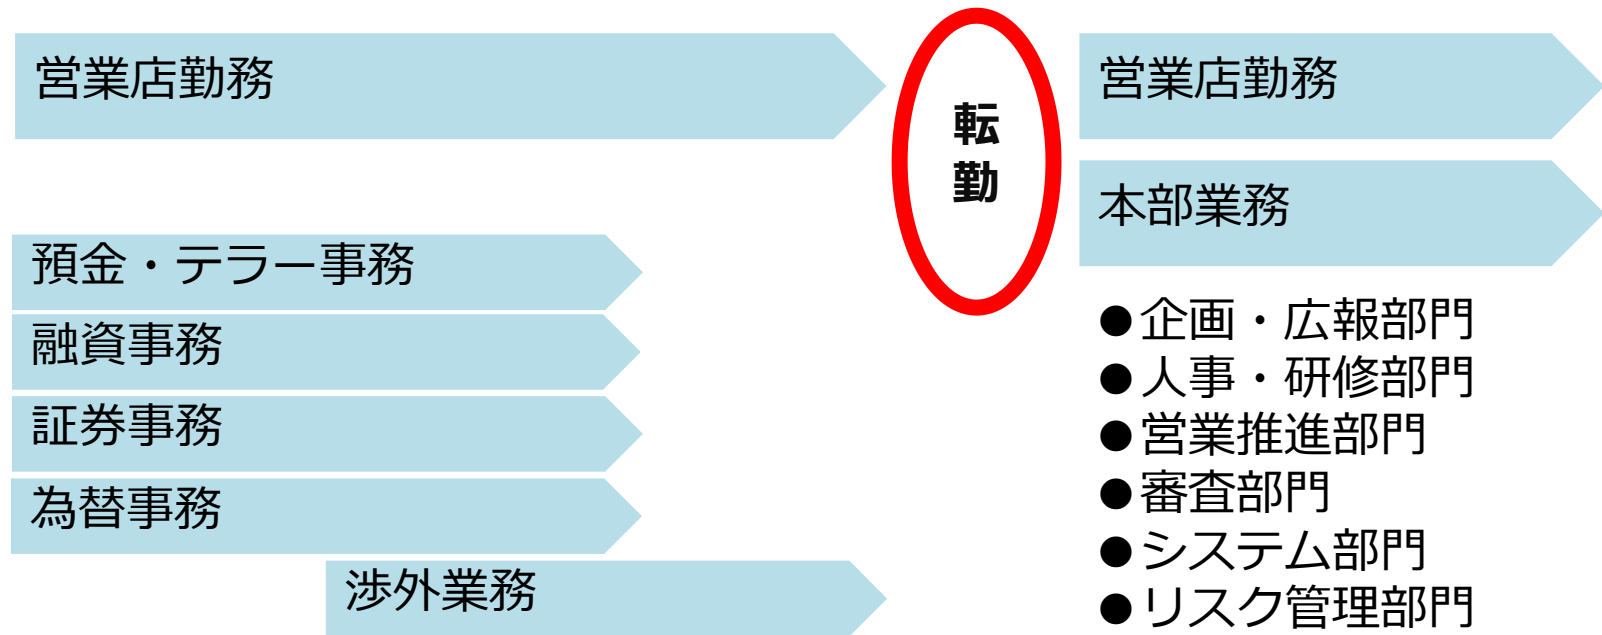 営業店勤務
預金・テラー事務
融資事務
証券事務
為替事務
渉外業務
転勤
営業店勤務
本部業務
●企画・広報部門
●人事・研修部門
●営業推進部門
●審査部門
●システム部門
●リスク管理部門